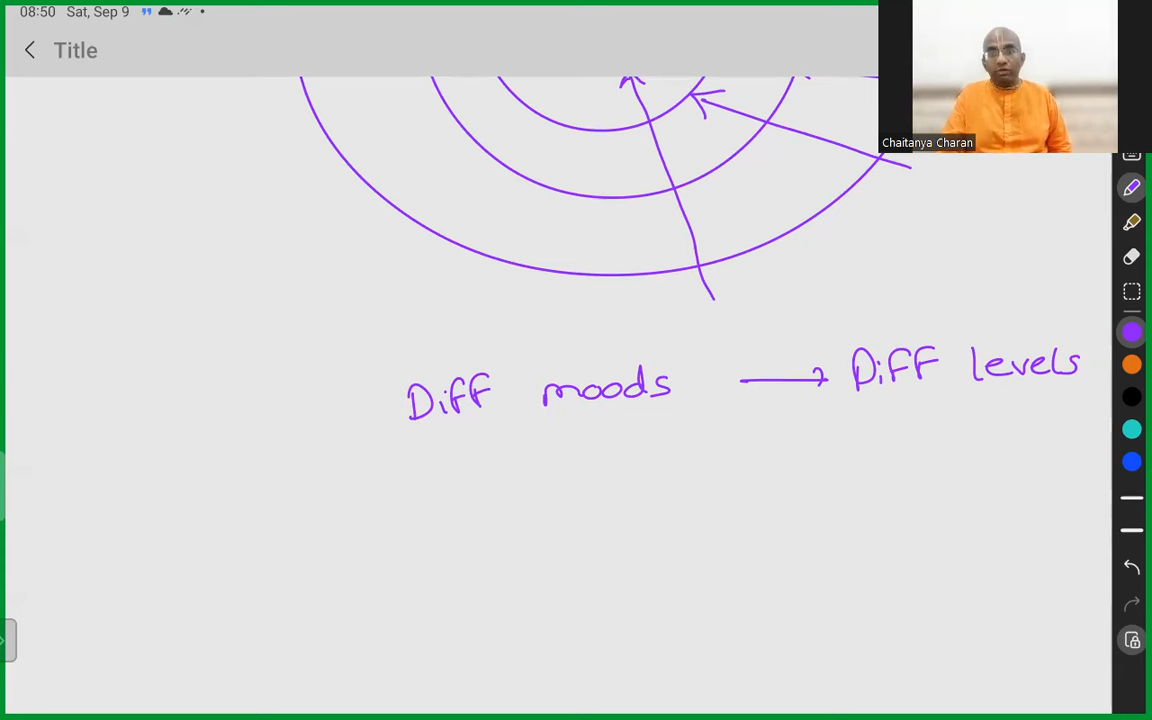 08:50 Sat, Sep 9
Title
Chaitanya Charan
Diff moods → Diff levels